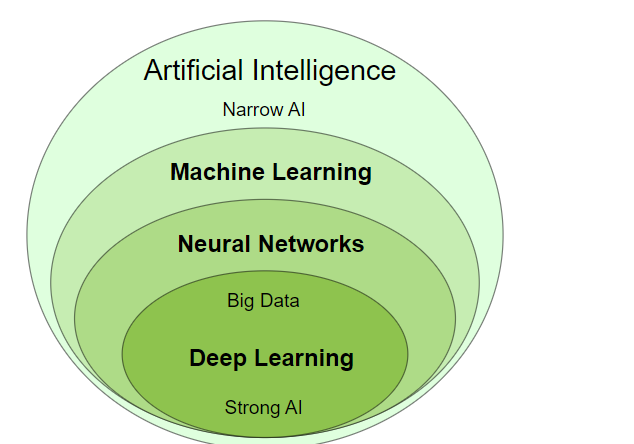 Artificial Intelligence
Narrow AI
Machine Learning
Neural Networks
Big Data
Deep Learning
Strong AI